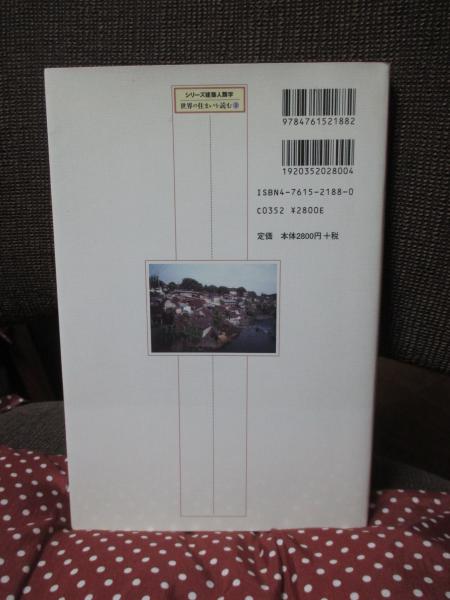 シリーズ建築人類学
世界の住まいを読む
9784761521882
1920352028004
ISBN4-7615-2188-0
C0352 ¥2800E
定価 本体2800円+税